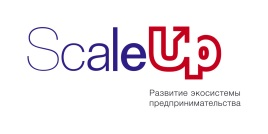 ScaleUp
Развитие экосистемы
предпринимательства